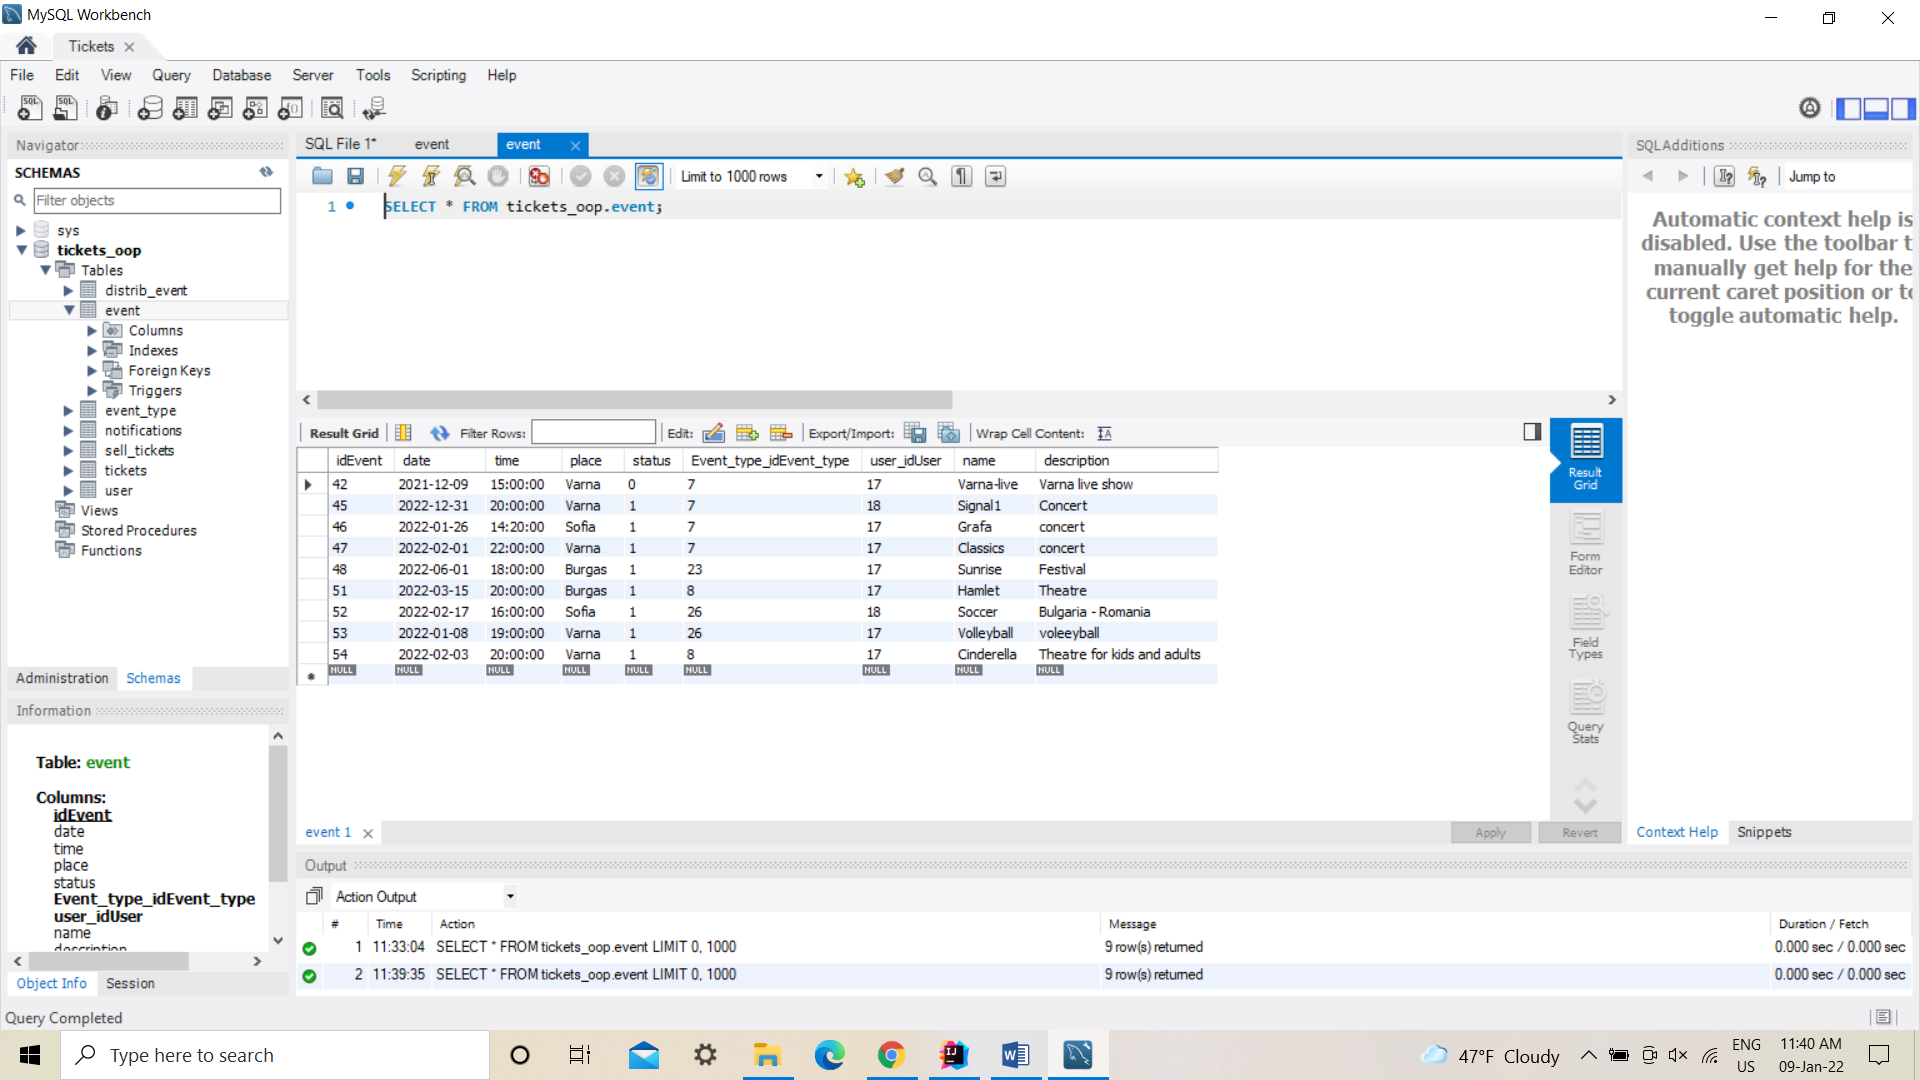 MySQL Workbench
Tickets
File Edit View Query Database Server Tools Scripting Help
Navigator
SCHEMAS
Filter objects
sys
tickets_oop
Tables
distrib_event
event
Columns
Indexes
Foreign Keys
Triggers
event_type
notifications
sell_tickets
tickets
user
Views
Stored Procedures
Functions
Administration Schemas
Information
Table: event
Columns:
idEvent
date
time
place
status
Event_type_idEvent_type
user_idUser
name
description
Object Info Session
SQL File 1* event event
Limit to 1000 rows
1 SELECT * FROM tickets_oop.event;
Result Grid Filter Rows: Edit: Export/Import: Wrap Cell Content:
idEvent date time place status Event_type_idEvent_type user_idUser name description
42 2021-12-09 15:00:00 Varna 0 7 17 Varna-live Varna live show
45 2022-12-31 20:00:00 Varna 1 7 18 Signal1 Concert
46 2022-01-26 14:20:00 Sofia 1 7 17 Grafa concert
47 2022-02-01 22:00:00 Varna 1 7 17 Classics concert
48 2022-06-01 18:00:00 Burgas 1 23 17 Sunrise Festival
51 2022-03-15 20:00:00 Burgas 1 8 17 Hamlet Theatre
52 2022-02-17 16:00:00 Sofia 1 26 18 Soccer Bulgaria - Romania
53 2022-01-08 19:00:00 Varna 1 26 17 Volleyball voleeyball
54 2022-02-03 20:00:00 Varna 1 8 17 Cinderella Theatre for kids and adults
NULL NULL NULL NULL NULL NULL NULL NULL NULL
Result
Grid
Form
Editor
Field
Types
Query
Stats
event 1
Apply Revert
SQLAdditions
Jump to
Automatic context help is
disabled. Use the toolbar t
manually get help for the
current caret position or to
toggle automatic help.
Context Help Snippets
Output
Action Output
# Time Action Message Duration / Fetch
1 11:33:04 SELECT * FROM tickets_oop.event LIMIT 0, 1000 9 row(s) returned 0.000 sec / 0.000 sec
2 11:39:35 SELECT * FROM tickets_oop.event LIMIT 0, 1000 9 row(s) returned 0.000 sec / 0.000 sec
Query Completed
Type here to search
47°F Cloudy
ENG
US
11:40 AM
09-Jan-22